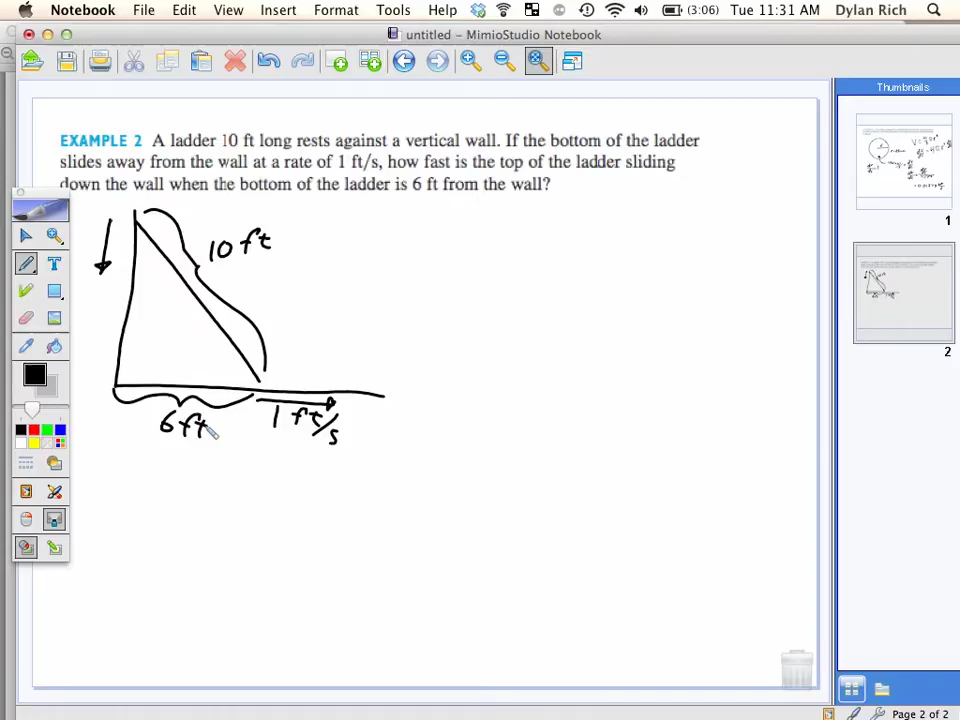 Notebook File Edit View Insert Format Tools Help (3:06) Tue 11:31 AM Dylan Rich
untitled - MimioStudio Notebook
Thumbnails
EXAMPLE 2 A ladder 10 ft long rests against a vertical wall. If the bottom of the ladder
slides away from the wall at a rate of 1 ft/s, how fast is the top of the ladder sliding
down the wall when the bottom of the ladder is 6 ft from the wall?
10 ft
6 ft
1 ft/s
1
2
Page 2 of 2